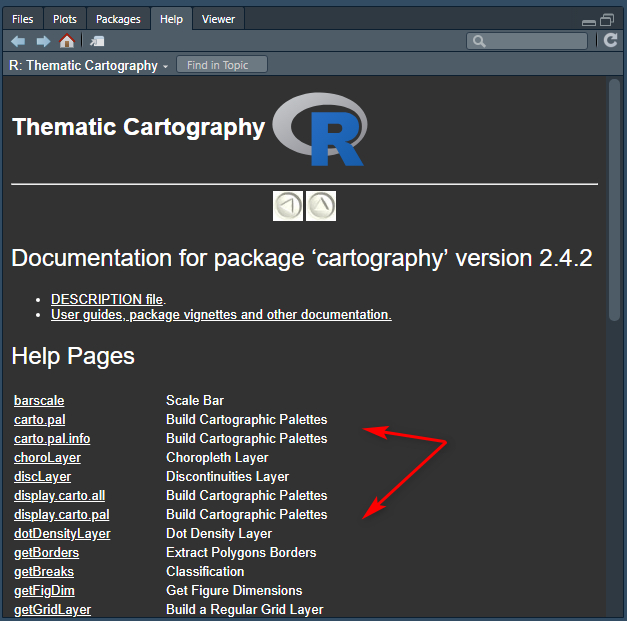 Files Plots Packages Help Viewer
R: Thematic Cartography Find in Topic
Thematic Cartography R
Documentation for package ‘cartography’ version 2.4.2
• DESCRIPTION file.
• User guides, package vignettes and other documentation.
Help Pages
barscale Scale Bar
carto.pal Build Cartographic Palettes
carto.pal.info Build Cartographic Palettes
choroLayer Choropleth Layer
discLayer Discontinuities Layer
display.carto.all Build Cartographic Palettes
display.carto.pal Build Cartographic Palettes
dotDensityLayer Dot Density Layer
getBorders Extract Polygons Borders
getBreaks Classification
getFigDim Get Figure Dimensions
getGridLayer Build a Regular Grid Layer